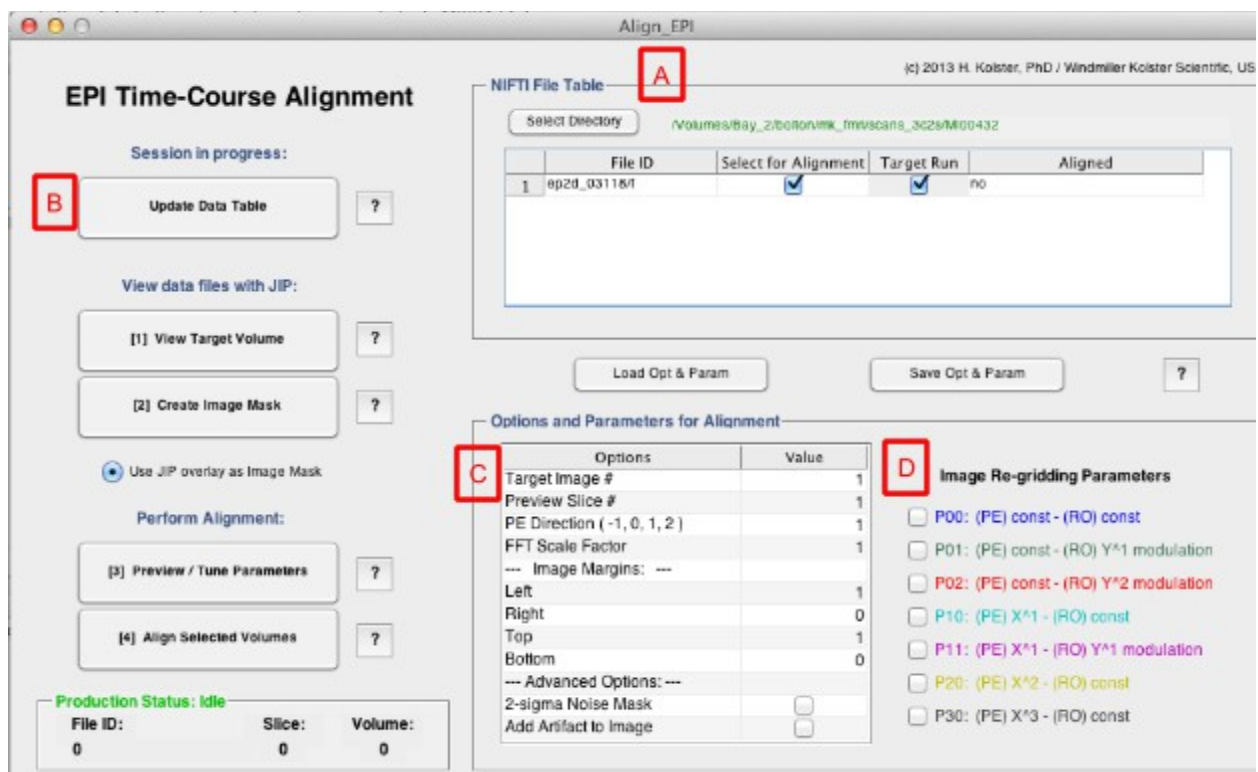 Align_EPI
(c) 2013 H. Kolster, PhD / Windmiller Kolster Scientific, US
EPI Time-Course Alignment
Session in progress:
B
Update Data Table
?
View data files with JIP:
[1] View Target Volume
?
[2] Create Image Mask
?
Use JIP overlay as Image Mask
Perform Alignment:
[3] Preview / Tune Parameters
?
[4] Align Selected Volumes
?
Production Status: Idle
File ID: Slice: Volume:
0 0 0
A
NIFTI File Table
Select Directory
File ID Select for Alignment Target Run Aligned
1 no
Load Opt & Param
Save Opt & Param
?
Options and Parameters for Alignment
C
Options Value
Target Image # 1
Preview Slice # 1
PE Direction ( -1, 0, 1, 2 ) 1
FFT Scale Factor 1
--- Image Margins: ---
Left 1
Right 0
Top 1
Bottom 0
--- Advanced Options: ---
2-sigma Noise Mask
Add Artifact to Image
D
Image Re-gridding Parameters
P00: (PE) const - (RO) const
P01: (PE) const - (RO) Y^1 modulation
P02: (PE) const - (RO) Y^2 modulation
P10: (PE) X^1 - (RO) const
P11: (PE) X^1 - (RO) Y^1 modulation
P20: (PE) X^2 - (RO) const
P30: (PE) X^3 - (RO) const